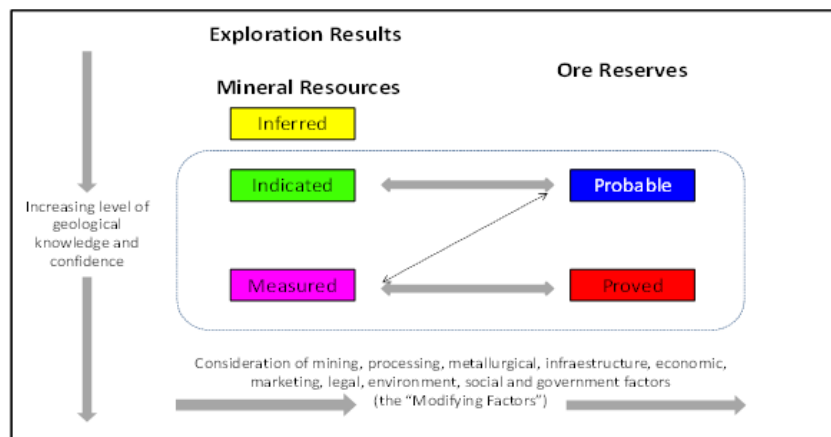 Exploration Results
Mineral Resources
Ore Reserves
Inferred
Indicated
Probable
Increasing level of
geological
knowledge and
confidence
Measured
Proved
Consideration of mining, processing, metallurgical, infraestructure, economic,
marketing, legal, environment, social and government factors
(the “Modifying Factors”)